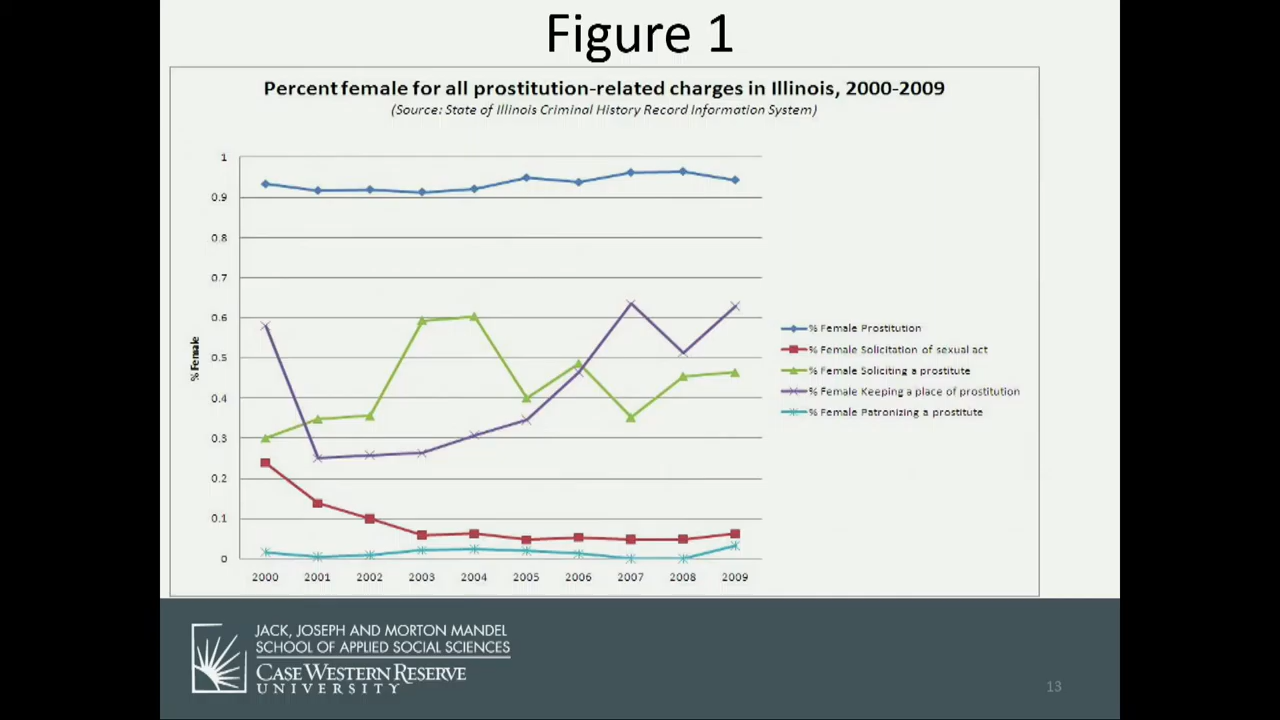 Figure 1
Percent female for all prostitution-related charges in Illinois, 2000-2009
(Source: State of Illinois Criminal History Record Information System)
1
0.9
0.8
0.7
0.6
0.5
0.4
0.3
0.2
0.1
0
% Female
2000 2001 2002 2003 2004 2005 2006 2007 2008 2009
% Female Prostitution
% Female Solicitation of sexual act
% Female Soliciting a prostitute
% Female Keeping a place of prostitution
% Female Patronizing a prostitute
JACK, JOSEPH AND MORTON MANDEL
SCHOOL OF APPLIED SOCIAL SCIENCES
CASE WESTERN RESERVE
UNIVERSITY
13